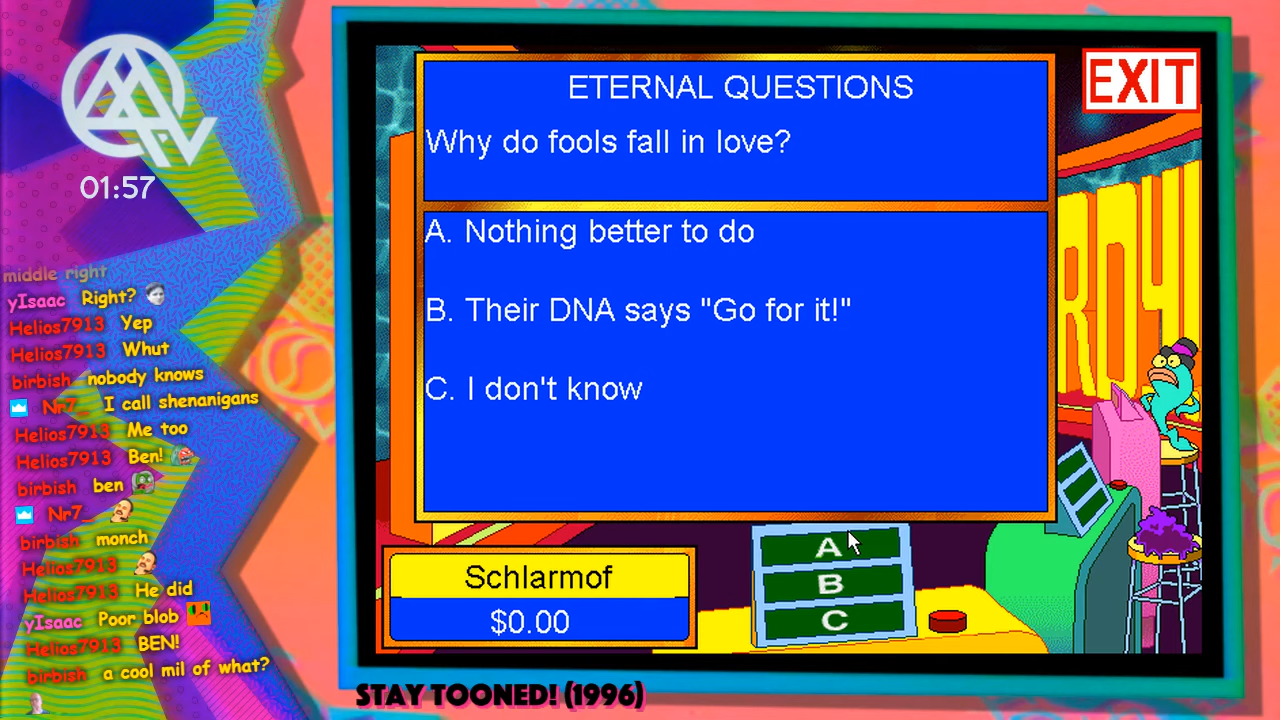 01:57
middle right
yIsaac Right?
Helios7913 Yep
Helios7913 Whut
birbish nobody knows
Nr7_ I call shenanigans
Helios7913 Me too
Helios7913 Ben!
birbish ben
Nr7_
birbish monch
Helios7913
Helios7913 He did
yIsaac Poor blob
Helios7913 BEN!
birbish a cool mil of what?
ETERNAL QUESTIONS
Why do fools fall in love?
A. Nothing better to do
B. Their DNA says "Go for it!"
C. I don't know
EXIT
ROY
Schlarmof
$0.00
A
B
C
STAY TOONED! (1996)